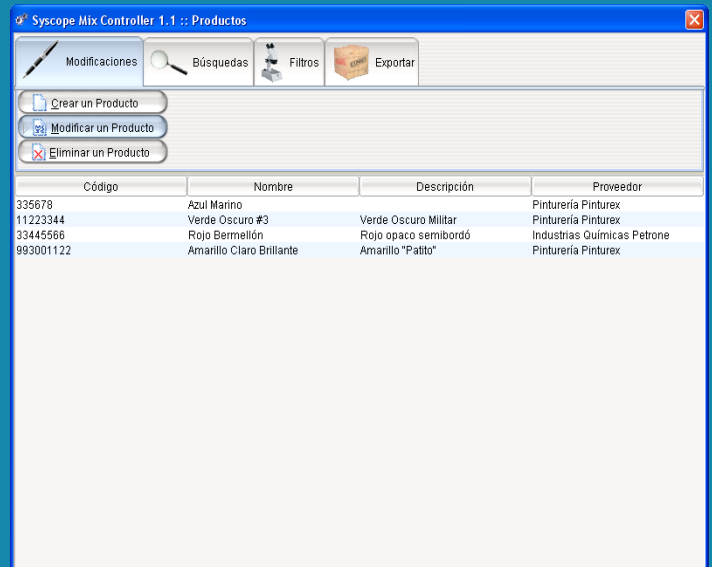 Syscope Mix Controller 1.1 :: Productos
Modificaciones Búsquedas Filtros Exportar
Crear un Producto
Modificar un Producto
Eliminar un Producto
Código Nombre Descripción Proveedor
335678 Azul Marino Pinturería Pinturex
11223344 Verde Oscuro #3 Verde Oscuro Militar Pinturería Pinturex
33445566 Rojo Bermellón Rojo opaco semibordó Industrias Químicas Petrone
993001122 Amarillo Claro Brillante Amarillo "Patito" Pinturería Pinturex